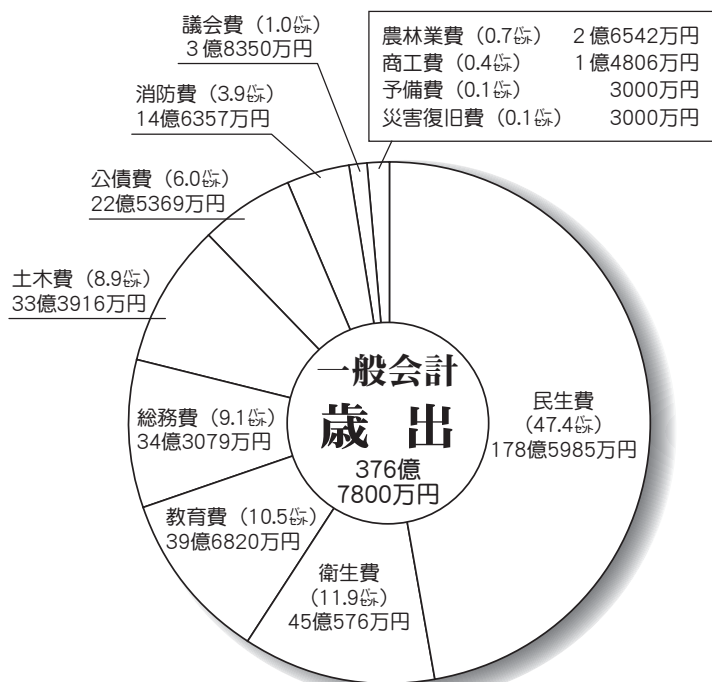 議会費（1.0㌫）
3億8350万円
農林業費（0.7㌫） 2億6542万円
商工費（0.4㌫） 1億4806万円
予備費（0.1㌫） 3000万円
災害復旧費（0.1㌫） 3000万円
消防費（3.9㌫）
14億6357万円
公債費（6.0㌫）
22億5369万円
土木費（8.9㌫）
33億3916万円
総務費（9.1㌫）
34億3079万円
教育費（10.5㌫）
39億6820万円
衛生費
（11.9㌫）
45億576万円
民生費
（47.4㌫）
178億5985万円
一般会計
歳 出
376億
7800万円